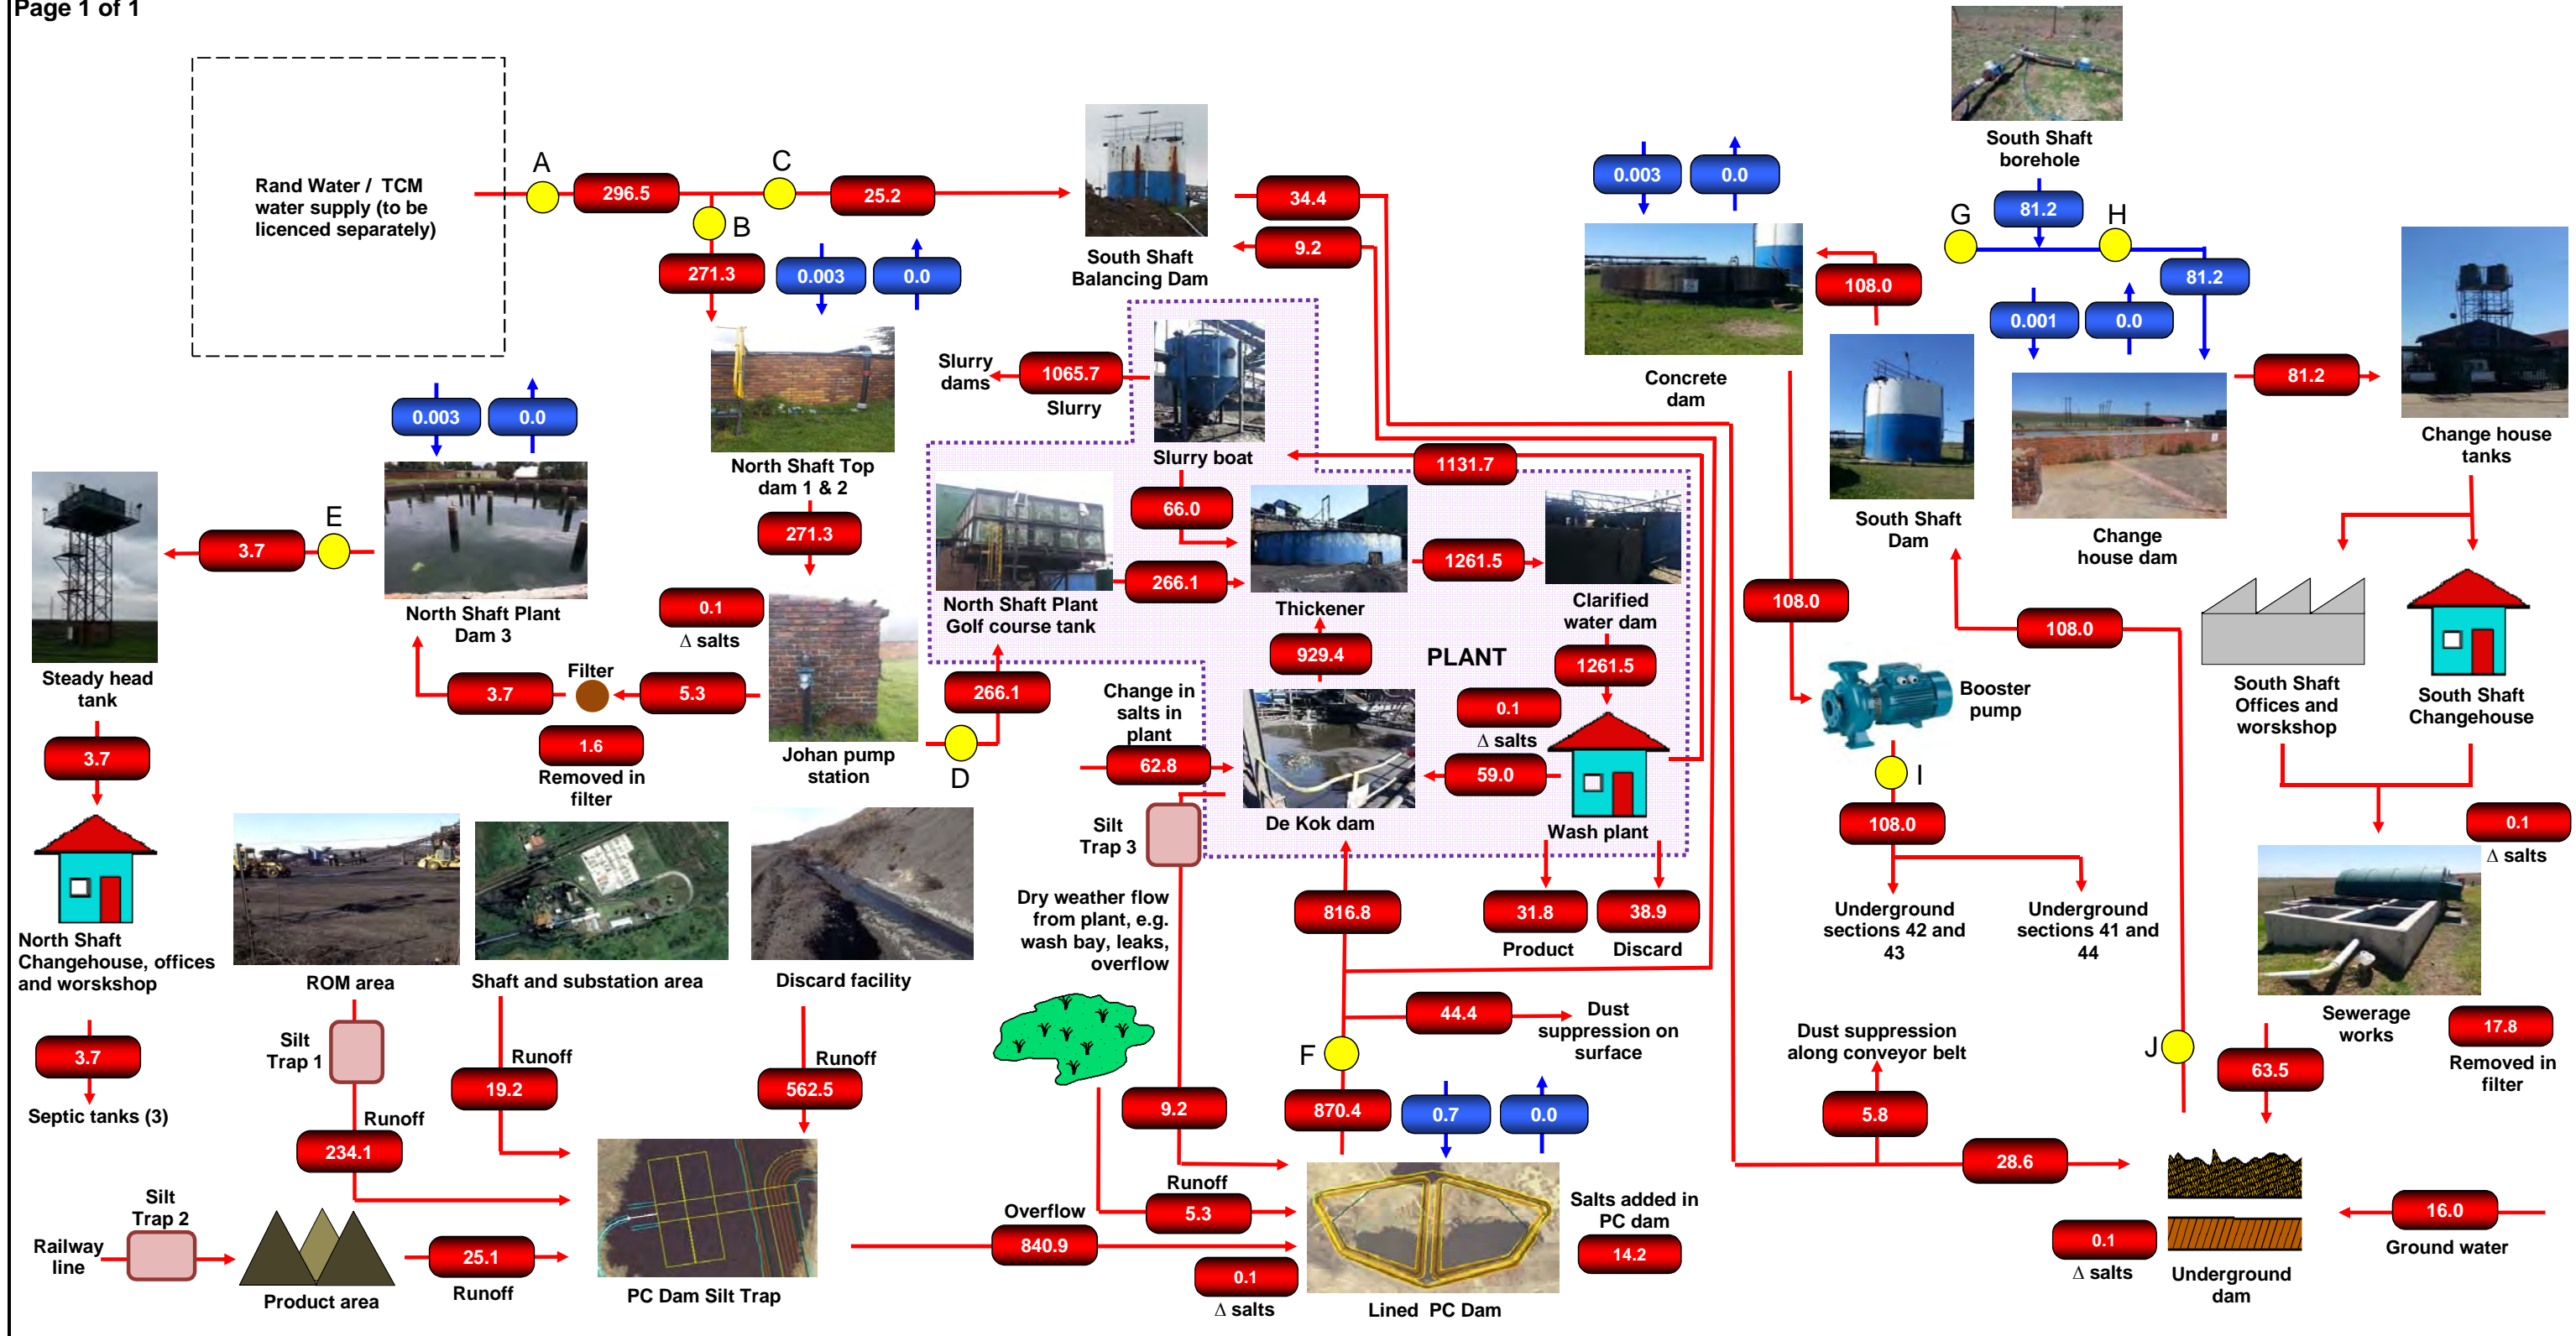 Page 1 of 1
Rand Water / TCM
water supply (to be
licenced separately)
A
296.5
B
C
25.2
271.3
0.003
0.0
South Shaft
Balancing Dam
34.4
9.2
0.003
0.0
Concrete
dam
108.0
South Shaft
borehole
81.2
G
H
81.2
0.001
0.0
South Shaft
Dam
Change
house dam
81.2
Change house
tanks
Slurry
dams
1065.7
Slurry
Slurry boat
1131.7
North Shaft Top
dam 1 & 2
271.3
0.003
0.0
North Shaft Plant
Dam 3
E
3.7
Steady head
tank
3.7
0.1
Δ salts
Filter
3.7
5.3
1.6
Removed in
filter
Johan pump
station
D
266.1
North Shaft Plant
Golf course tank
266.1
66.0
Thickener
1261.5
Clarified
water dam
929.4
PLANT
1261.5
0.1
Δ salts
59.0
Change in
salts in
plant
62.8
De Kok dam
Wash plant
Silt
Trap 3
31.8
Product
38.9
Discard
816.8
108.0
Booster
pump
I
108.0
Underground
sections 42 and
43
Underground
sections 41 and
44
108.0
South Shaft
Offices and
worskshop
South Shaft
Changehouse
0.1
Δ salts
Sewerage
works
17.8
Removed in
filter
63.5
North Shaft
Changehouse, offices
and worskshop
3.7
Septic tanks (3)
ROM area
Silt
Trap 1
Runoff
234.1
Shaft and substation area
Runoff
19.2
Discard facility
Runoff
562.5
Dry weather flow
from plant, e.g.
wash bay, leaks,
overflow
9.2
F
44.4
Dust
suppression on
surface
870.4
0.7
0.0
Dust suppression
along conveyor belt
5.8
J
28.6
Silt
Trap 2
Railway
line
Product area
25.1
Runoff
PC Dam Silt Trap
Overflow
840.9
Runoff
5.3
0.1
Δ salts
Lined  PC Dam
Salts added in
PC dam
14.2
0.1
Δ salts
Underground
dam
16.0
Ground water